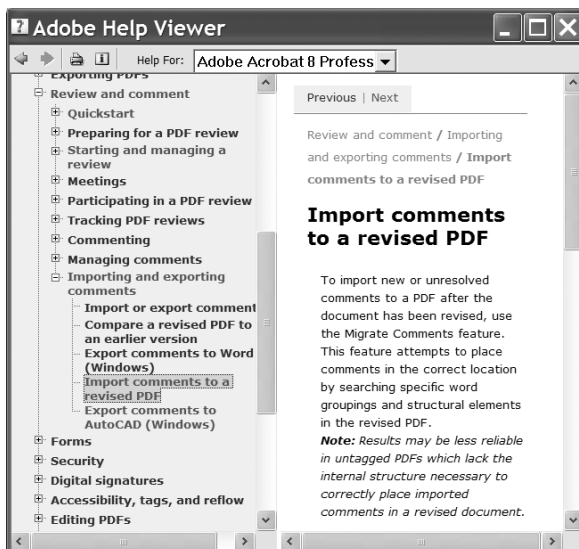 Adobe Help Viewer
Help For: Adobe Acrobat 8 Profess
Exporting PDFs
Review and comment
Quickstart
Preparing for a PDF review
Starting and managing a
review
Meetings
Participating in a PDF review
Tracking PDF reviews
Commenting
Managing comments
Importing and exporting
comments
Import or export comment
Compare a revised PDF to
an earlier version
Export comments to Word
(Windows)
Import comments to a
revised PDF
Export comments to
AutoCAD (Windows)
Forms
Security
Digital signatures
Accessibility, tags, and reflow
Editing PDFs
Previous | Next
Review and comment / Importing
and exporting comments / Import
comments to a revised PDF
Import comments
to a revised PDF
To import new or unresolved
comments to a PDF after the
document has been revised, use
the Migrate Comments feature.
This feature attempts to place
comments in the correct location
by searching specific word
groupings and structural elements
in the revised PDF.
Note: Results may be less reliable
in untagged PDFs which lack the
internal structure necessary to
correctly place imported
comments in a revised document.